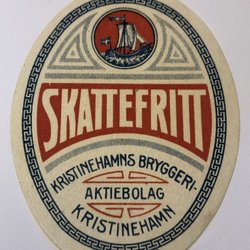 SKATTEFRITT
KRISTINEHAMNS BRYGGERI-
AKTIEBOLAG
KRISTINEHAMN